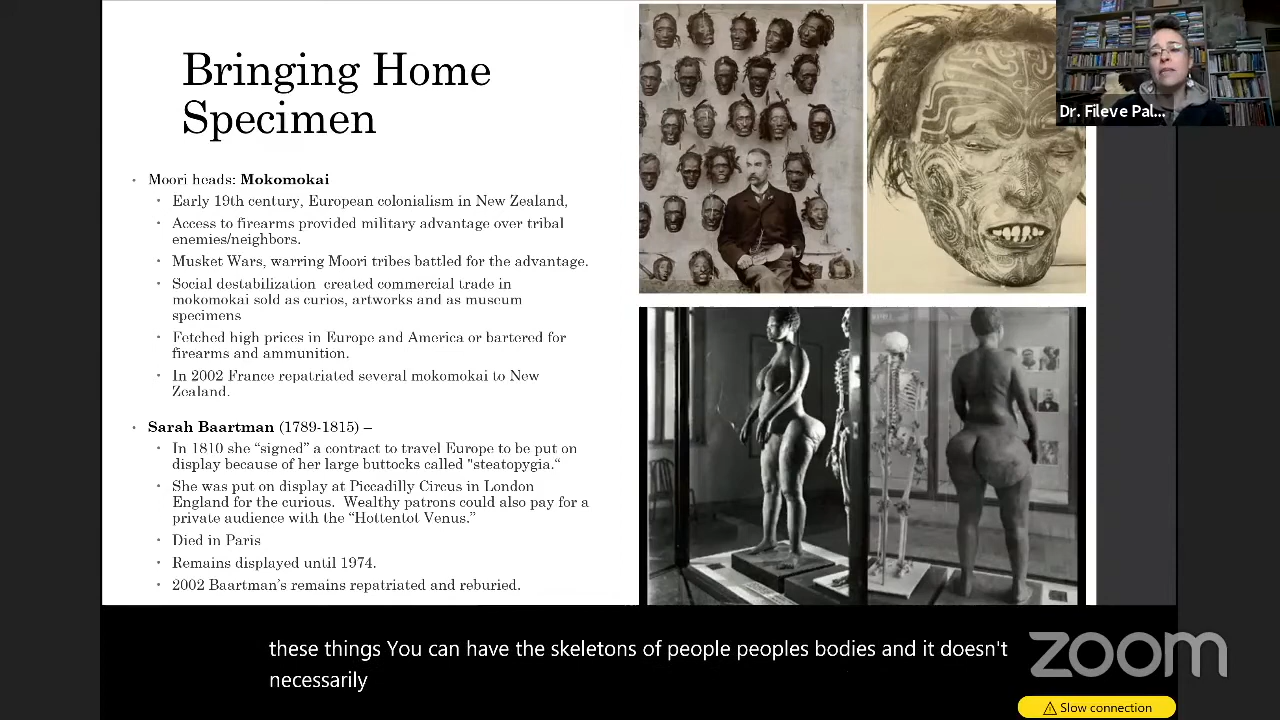 Bringing Home
Specimen
Moori heads: Mokomokai
Early 19th century, European colonialism in New Zealand,
Access to firearms provided military advantage over tribal
enemies/neighbors.
Musket Wars, warring Moori tribes battled for the advantage.
Social destabilization created commercial trade in
mokomokai sold as curios, artworks and as museum
specimens
Fetched high prices in Europe and America or bartered for
firearms and ammunition.
In 2002 France repatriated several mokomokai to New
Zealand.
Sarah Baartman (1789-1815) –
In 1810 she “signed” a contract to travel Europe to be put on
display because of her large buttocks called "steatopygia.“
She was put on display at Piccadilly Circus in London
England for the curious. Wealthy patrons could also pay for a
private audience with the “Hottentot Venus.”
Died in Paris
Remains displayed until 1974.
2002 Baartman’s remains repatriated and reburied.
Dr. Fileve Pal...
these things You can have the skeletons of people peoples bodies and it doesn't
necessarily
zoom
Slow connection